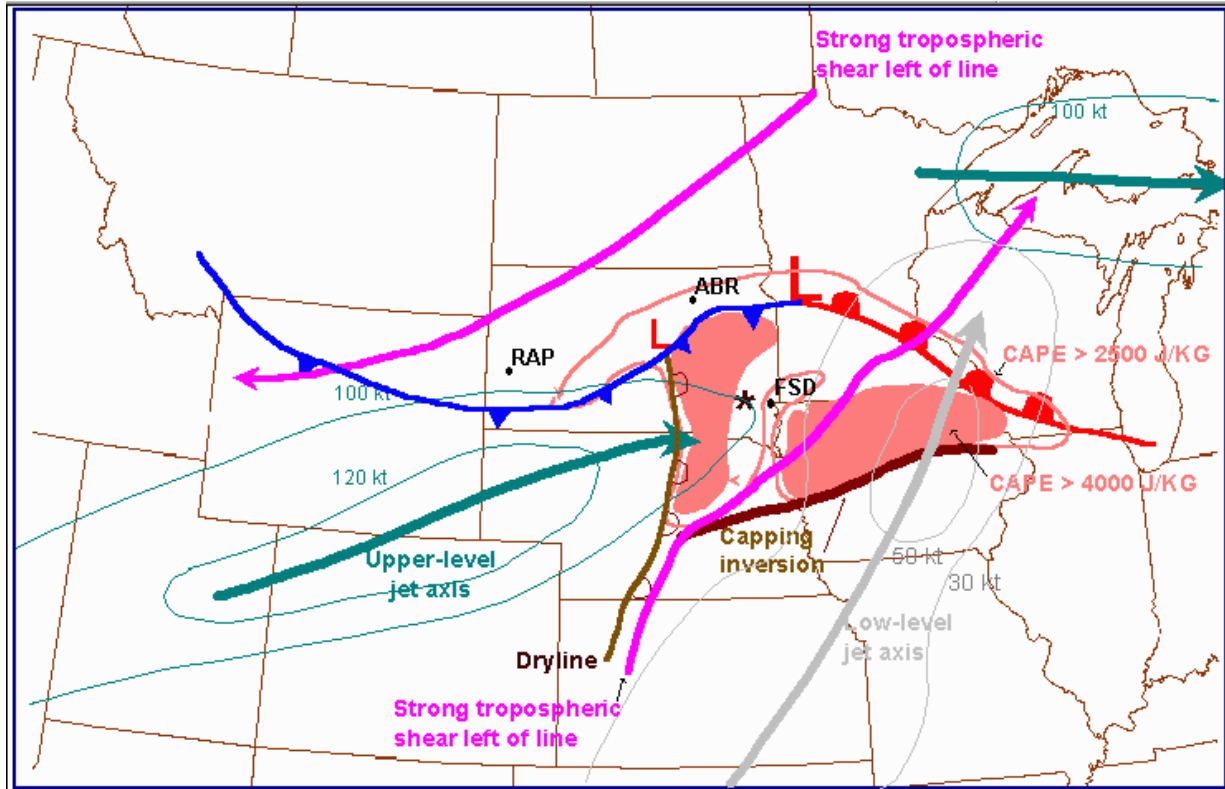 Strong tropospheric
shear left of line
100 kt
L
ABR
L
RAP
CAPE > 2500 J/KG
100 kt
FSD
*
120 kt
CAPE > 4000 J/KG
Upper-level
jet axis
Capping
inversion
50 kt
30 kt
Low-level
jet axis
Dryline
Strong tropospheric
shear left of line